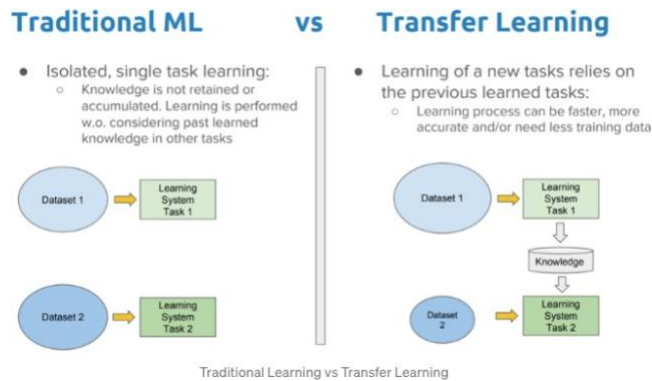 Traditional ML vs Transfer Learning
● Isolated, single task learning:
○ Knowledge is not retained or
accumulated. Learning is performed
w.o. considering past learned
knowledge in other tasks
Dataset 1
Learning
System
Task 1
Dataset 2
Learning
System
Task 2
● Learning of a new tasks relies on
the previous learned tasks:
○ Learning process can be faster, more
accurate and/or need less training data
Dataset 1
Learning
System
Task 1
Knowledge
Dataset
2
Learning
System
Task 2
Traditional Learning vs Transfer Learning